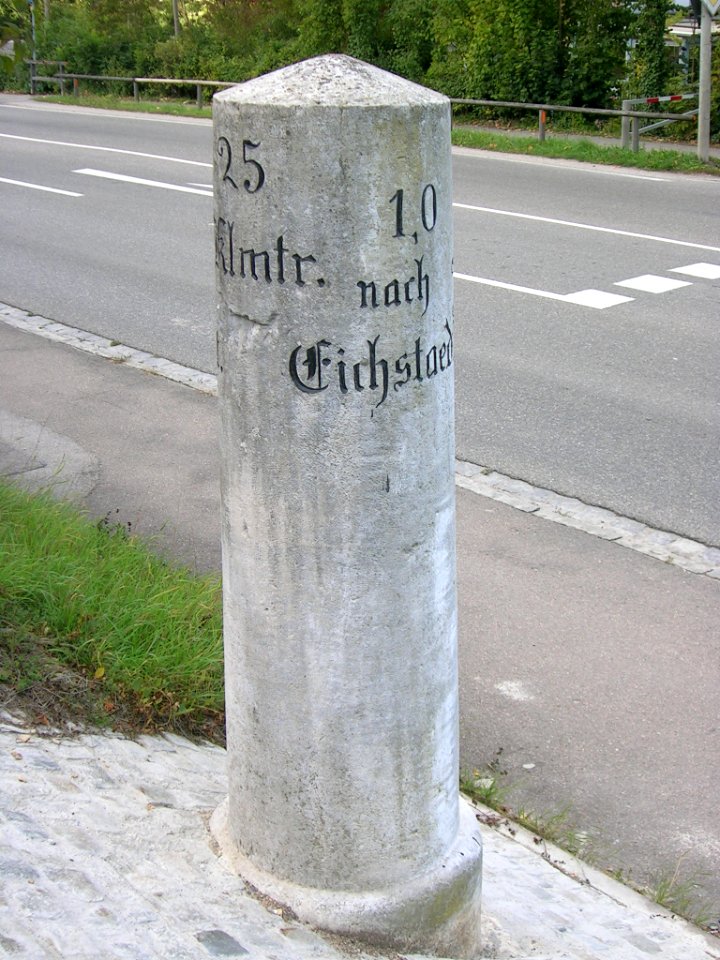 25
Klmtr.
1,0
nach
Eichstaed